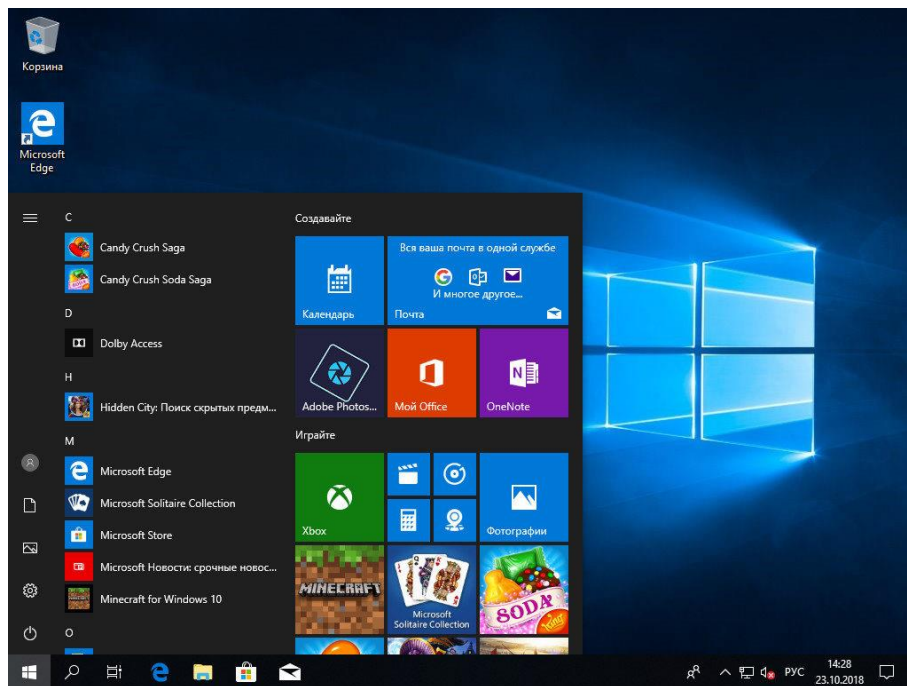 Корзина
Microsoft
Edge
C
Candy Crush Saga
Candy Crush Soda Saga
D
Dolby Access
H
Hidden City: Поиск скрытых предм...
M
Microsoft Edge
Microsoft Solitaire Collection
Microsoft Store
Microsoft Новости: срочные новос...
Minecraft for Windows 10
O
Создавайте
Календарь
Вся ваша почта в одной службе
И многое другое...
Почта
Adobe Photos...
Мой Office
OneNote
Играйте
Xbox
Фотографии
MINECRAFT
Microsoft
Solitaire Collection
SODA
King
РУС
14:28
23.10.2018